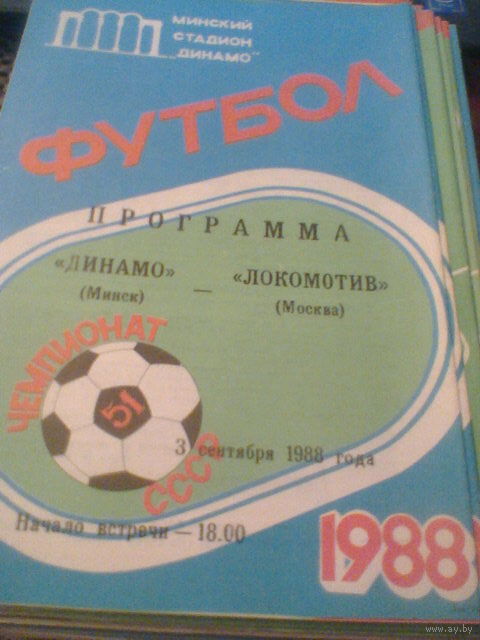 МИНСКИЙ
СТАДИОН
„ДИНАМО"
ФУТБОЛ
ПРОГРАММА
«ДИНАМО» — «ЛОКОМОТИВ»
(Минск) (Москва)
ЧЕМПИОНАТ
51
СССР
3 сентября 1988 года
Начало встречи — 18.00
1988
www.ay.by